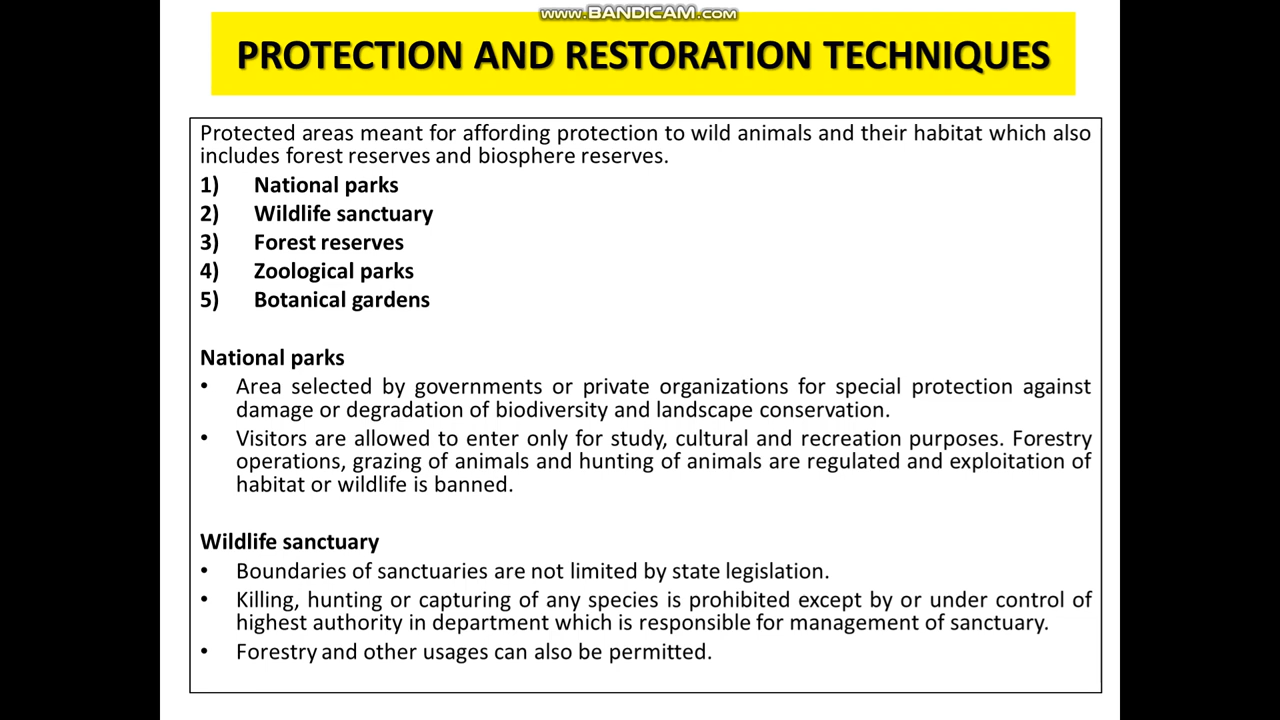 www.BANDICAM.com
PROTECTION AND RESTORATION TECHNIQUES
Protected areas meant for affording protection to wild animals and their habitat which also
includes forest reserves and biosphere reserves.
1) National parks
2) Wildlife sanctuary
3) Forest reserves
4) Zoological parks
5) Botanical gardens
National parks
• Area selected by governments or private organizations for special protection against
damage or degradation of biodiversity and landscape conservation.
• Visitors are allowed to enter only for study, cultural and recreation purposes. Forestry
operations, grazing of animals and hunting of animals are regulated and exploitation of
habitat or wildlife is banned.
Wildlife sanctuary
• Boundaries of sanctuaries are not limited by state legislation.
• Killing, hunting or capturing of any species is prohibited except by or under control of
highest authority in department which is responsible for management of sanctuary.
• Forestry and other usages can also be permitted.